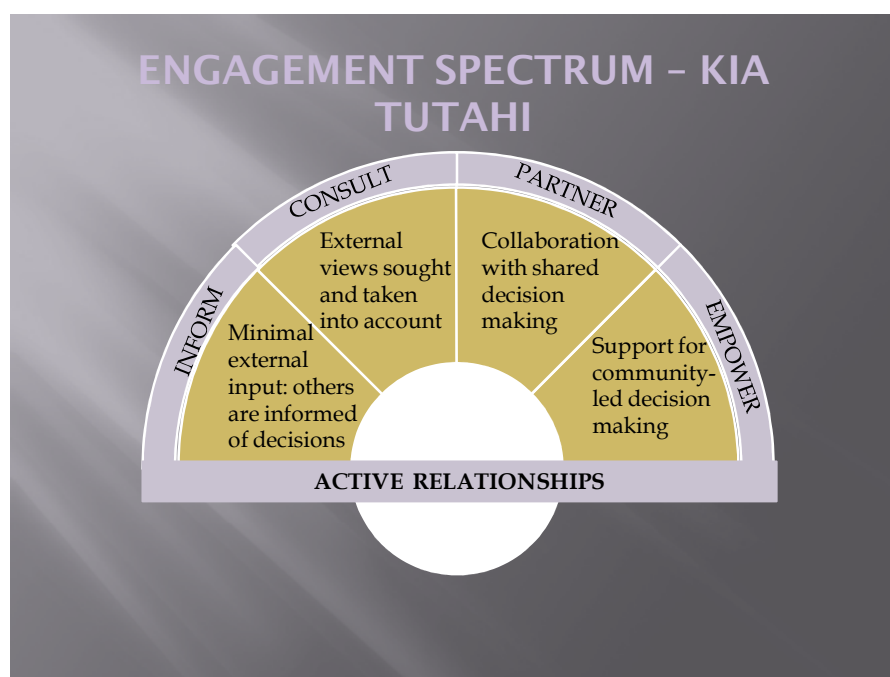 ENGAGEMENT SPECTRUM – KIA
TUTAHI
INFORM
Minimal
external
input: others
are informed
of decisions
CONSULT
External
views sought
and taken
into account
PARTNER
Collaboration
with shared
decision
making
EMPOWER
Support for
community-
led decision
making
ACTIVE RELATIONSHIPS